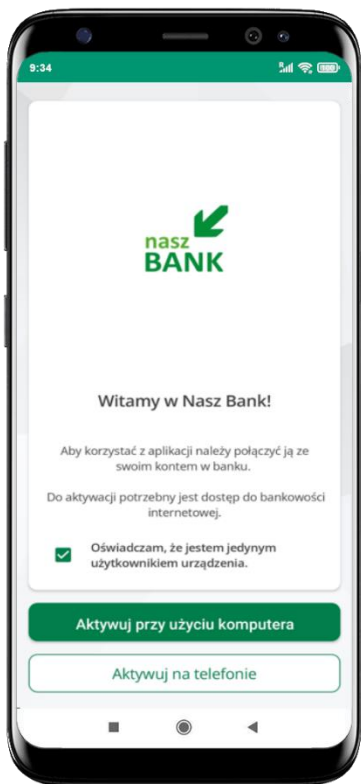 9:34
100
nasz
BANK
Witamy w Nasz Bank!
Aby korzystać z aplikacji należy połączyć ją ze
swoim kontem w banku.
Do aktywacji potrzebny jest dostęp do bankowości
internetowej.
Oświadczam, że jestem jedynym
użytkownikiem urządzenia.
Aktywuj przy użyciu komputera
Aktywuj na telefonie